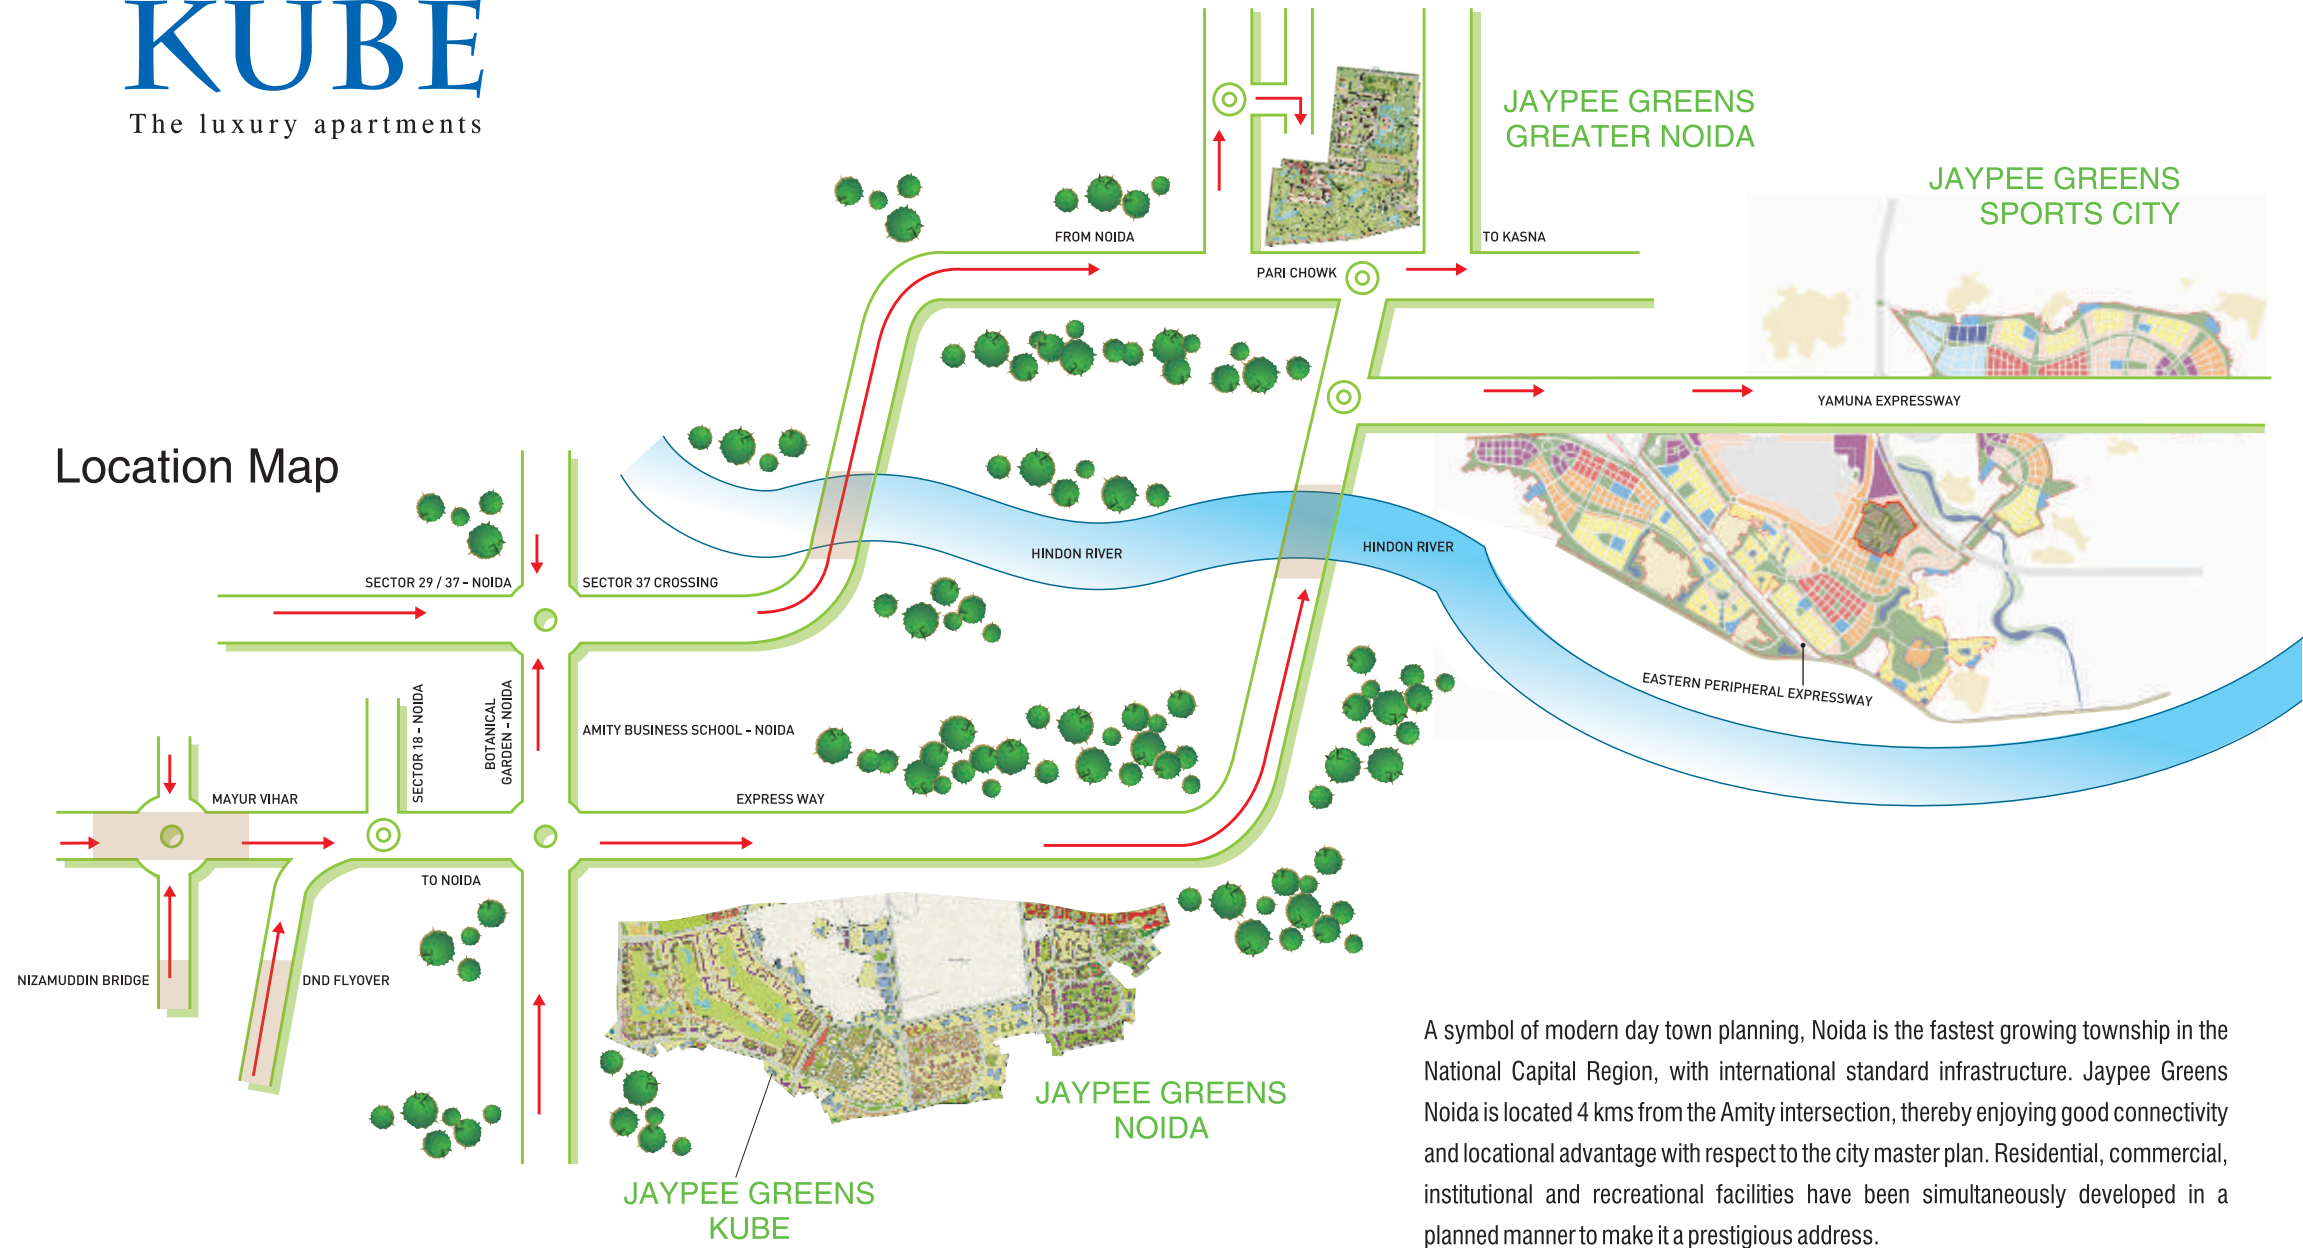 KUBE
The luxury apartments
JAYPEE GREENS
GREATER NOIDA
JAYPEE GREENS
SPORTS CITY
FROM NOIDA
TO KASNA
PARI CHOWK
YAMUNA EXPRESSWAY
Location Map
HINDON RIVER
HINDON RIVER
SECTOR 29 / 37 - NOIDA
SECTOR 37 CROSSING
EASTERN PERIPHERAL EXPRESSWAY
SECTOR 18 - NOIDA
BOTANICAL
GARDEN - NOIDA
AMITY BUSINESS SCHOOL - NOIDA
MAYUR VIHAR
EXPRESS WAY
TO NOIDA
NIZAMUDDIN BRIDGE
DND FLYOVER
JAYPEE GREENS
NOIDA
JAYPEE GREENS
KUBE
A symbol of modern day town planning, Noida is the fastest growing township in the
National Capital Region, with international standard infrastructure. Jaypee Greens
Noida is located 4 kms from the Amity intersection, thereby enjoying good connectivity
and locational advantage with respect to the city master plan. Residential, commercial,
institutional and recreational facilities have been simultaneously developed in a
planned manner to make it a prestigious address.